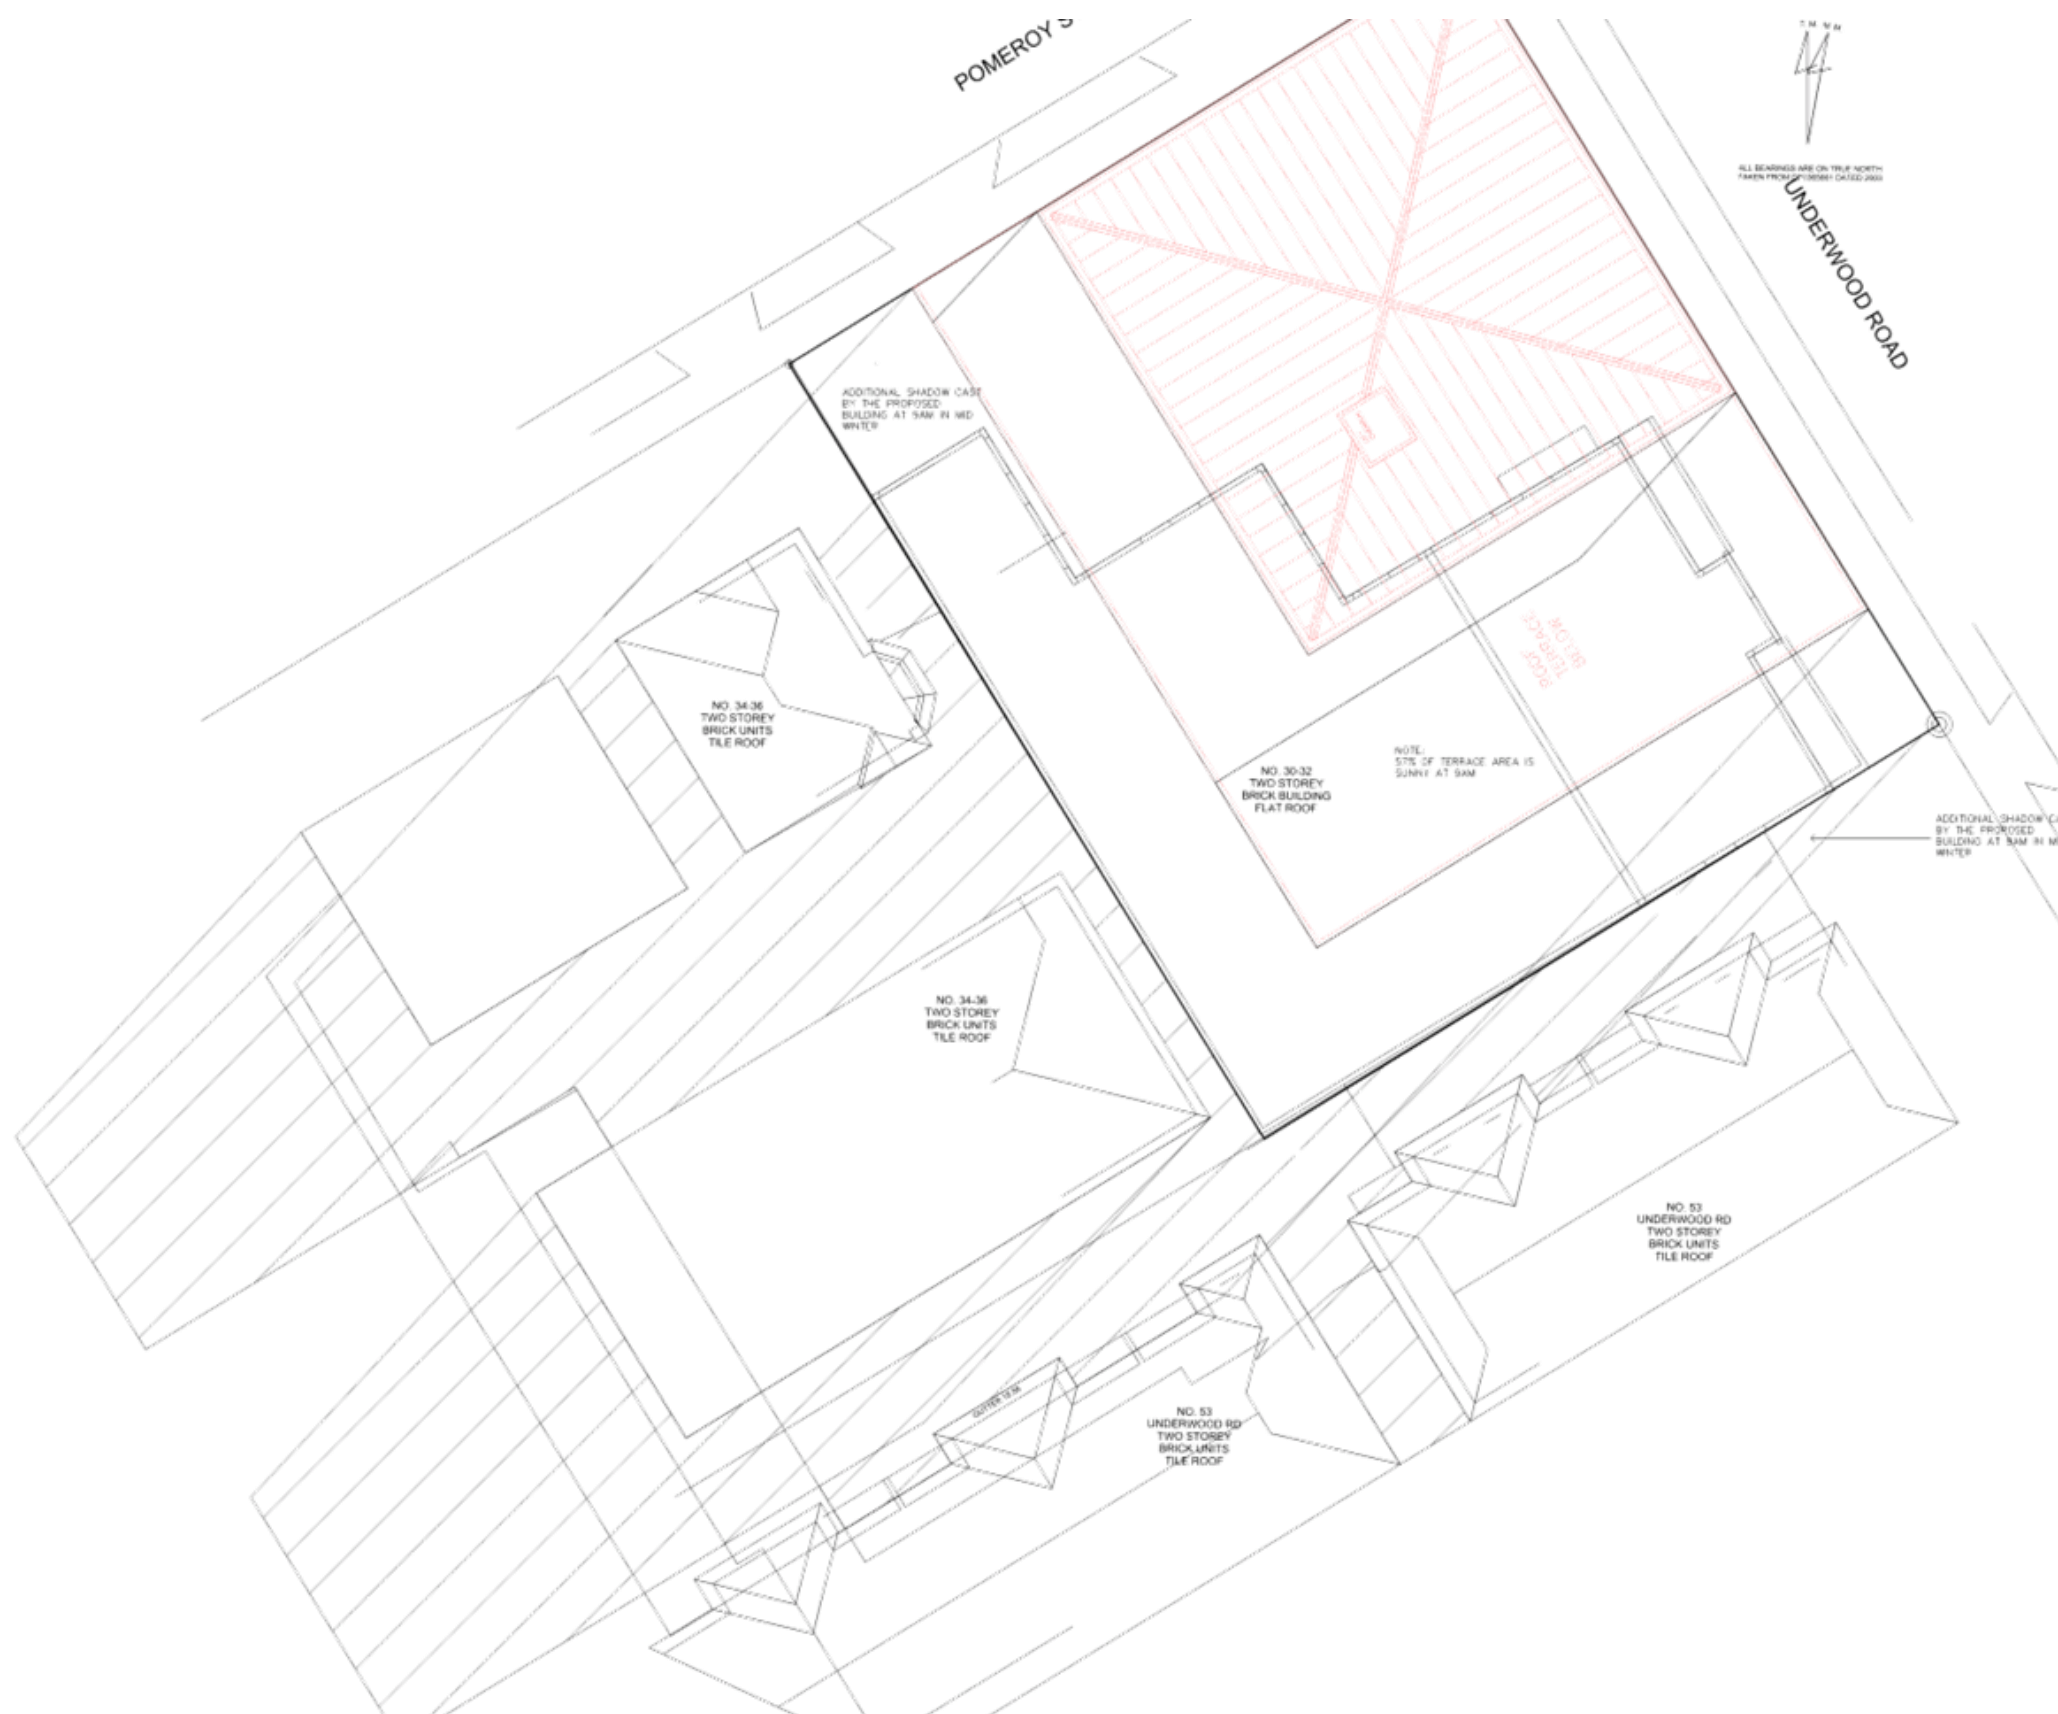 POMEROY S
ALL BEARINGS ARE ON TRUE NORTH
UNDERWOOD ROAD
ADDITIONAL SHADOW CAST
BY THE PROPOSED
BUILDING AT 9AM IN MID
WINTER
ROOF
TERRACE
BELOW
NO. 34-36
TWO STOREY
BRICK UNITS
TILE ROOF
NO. 30-32
TWO STOREY
BRICK BUILDING
FLAT ROOF
NOTE:
57% OF TERRACE AREA IS
SUNNY AT 9AM
ADDITIONAL SHADOW CA
BY THE PROPOSED
BUILDING AT 9AM IN M
WINTER
NO. 34-36
TWO STOREY
BRICK UNITS
TILE ROOF
NO. 53
UNDERWOOD RD
TWO STOREY
BRICK UNITS
TILE ROOF
NO. 53
UNDERWOOD RD
TWO STOREY
BRICK UNITS
TILE ROOF